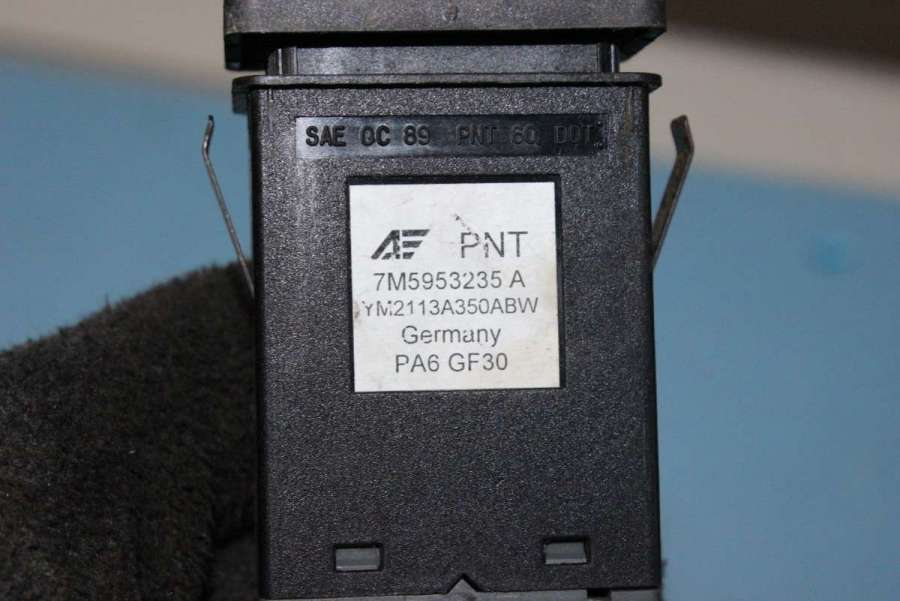 SAE QC 89 PNT 60 DOT
AE PNT
7M5953235 A
YM2113A350ABW
Germany
PA6 GF30